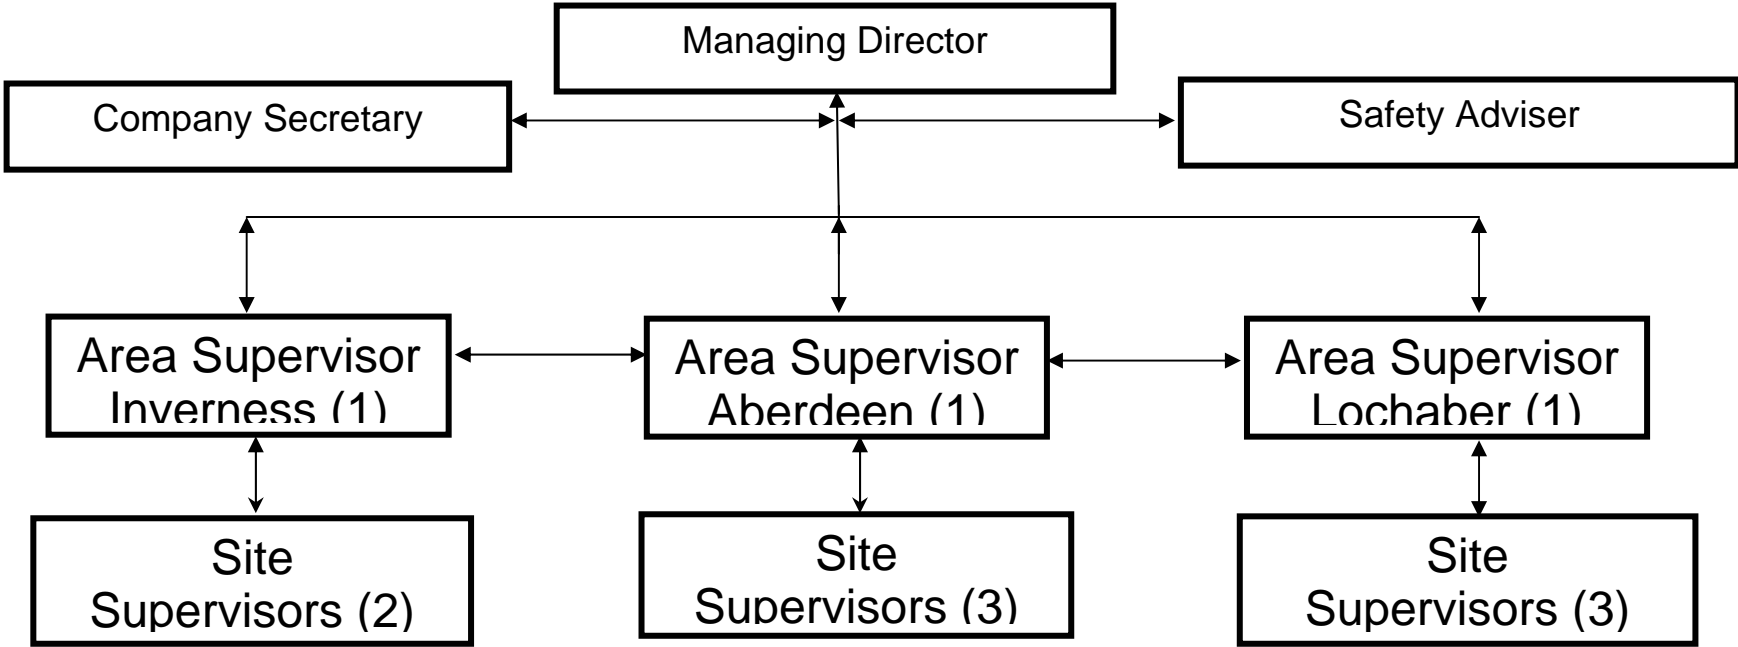 Managing Director
Company Secretary
Safety Adviser
Area Supervisor
Inverness (1)
Area Supervisor
Aberdeen (1)
Area Supervisor
Lochaber (1)
Site
Supervisors (2)
Site
Supervisors (3)
Site
Supervisors (3)